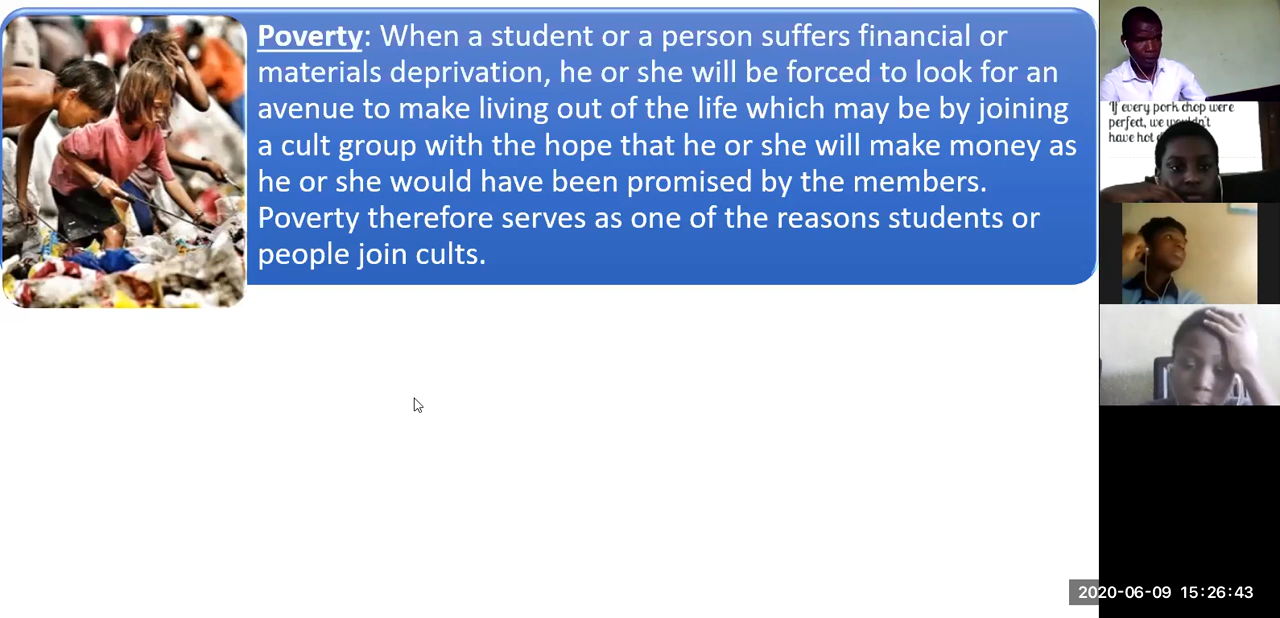 Poverty: When a student or a person suffers financial or
materials deprivation, he or she will be forced to look for an
avenue to make living out of the life which may be by joining
a cult group with the hope that he or she will make money as
he or she would have been promised by the members.
Poverty therefore serves as one of the reasons students or
people join cults.
If every pork chop were
perfect, we wouldn't
have hot
2020-06-09 15:26:43